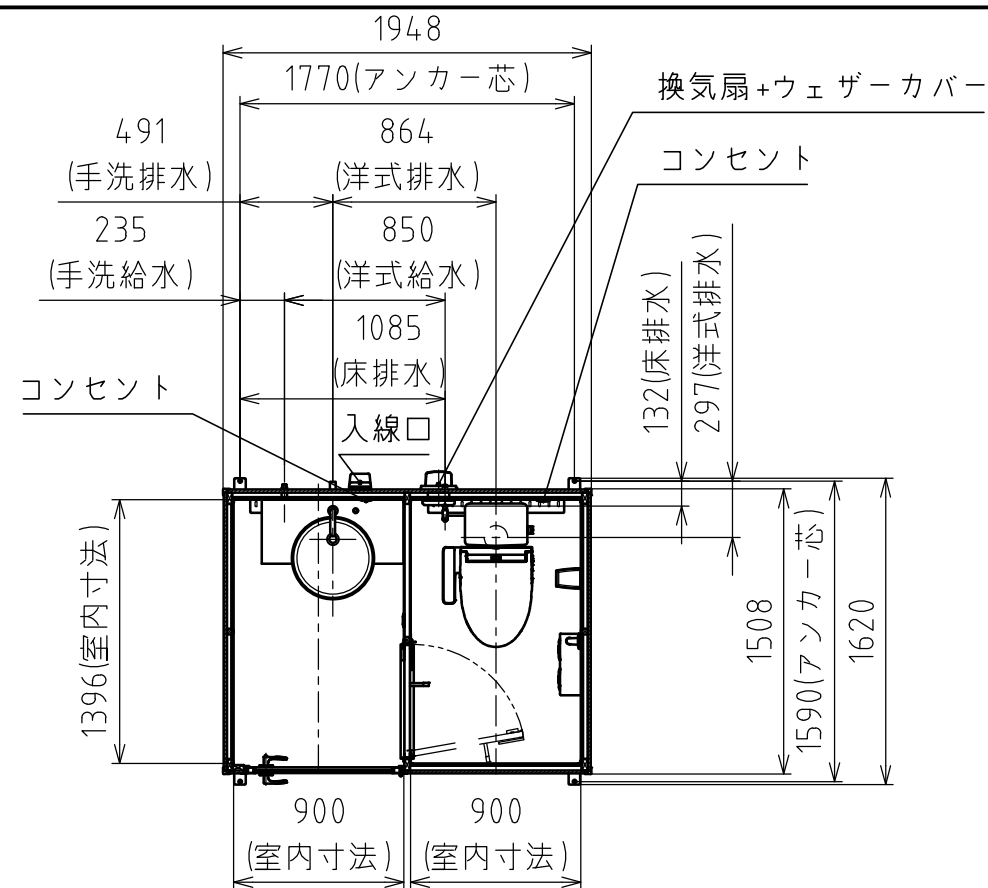 1948
1770(アンカー芯)
換気扇+ウェザーカバー
491
(手洗排水)
864
(洋式排水)
コンセント
235
(手洗給水)
850
(洋式給水)
1085
(床排水)
132(床排水)
297(洋式排水)
コンセント
入線口
1396(室内寸法)
1508
1590(アンカー芯)
1620
900
(室内寸法)
900
(室内寸法)